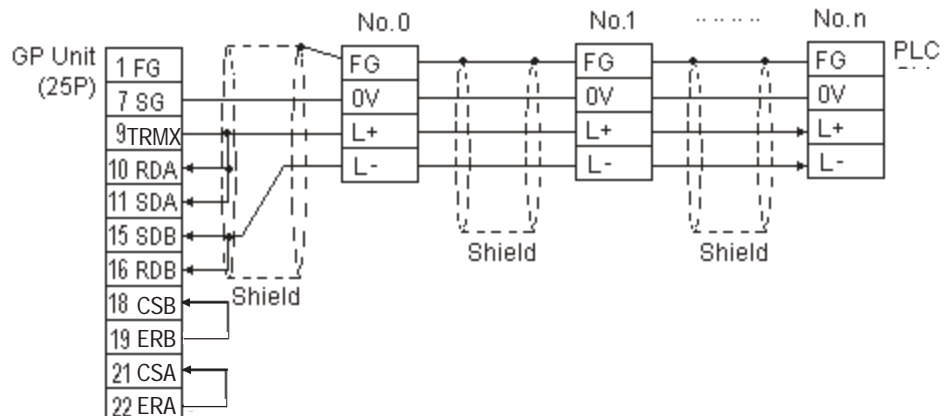 No.0 No.1 ........ No.n
GP Unit
(25P)
1 FG
7 SG
9TRMX
10 RDA
11 SDA
15 SDB
16 RDB
18 CSB
19 ERB
21 CSA
22 ERA
FG
0V
L+
L-
Shield
FG
0V
L+
L-
Shield
FG
0V
L+
L-
Shield
PLC